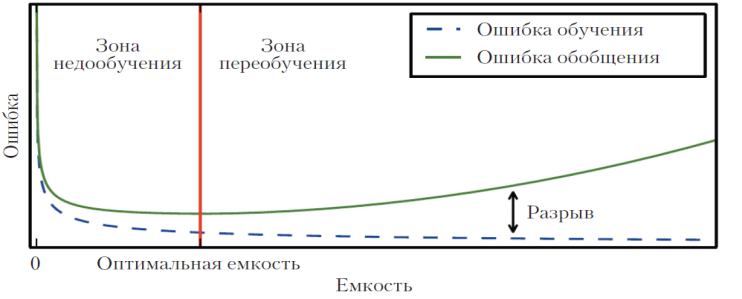 Зона
недообучения
Зона
переобучения
Ошибка обучения
Ошибка обобщения
Ошибка
Разрыв
0
Оптимальная емкость
Емкость